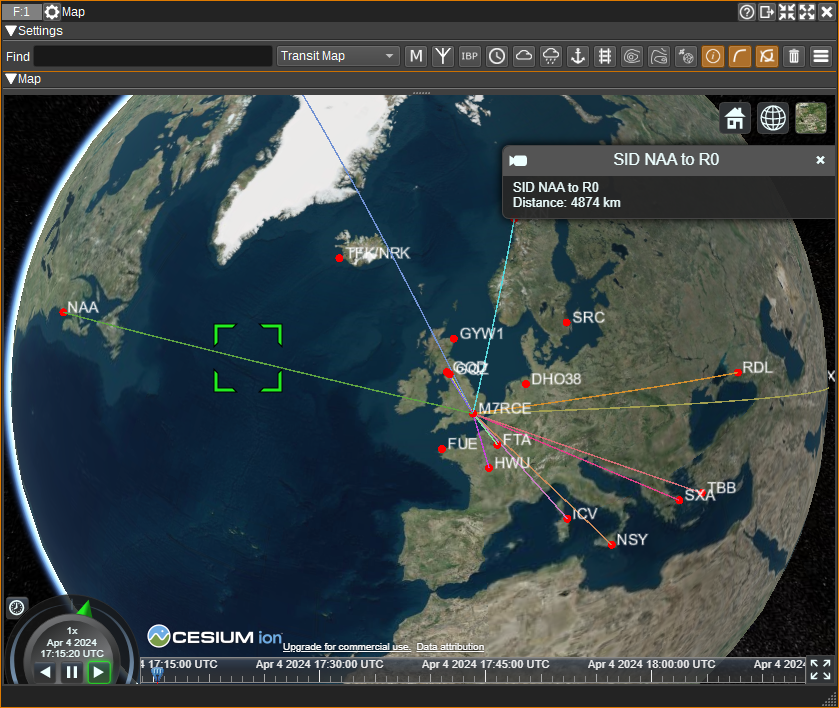 F:1 Map
Settings
Find Transit Map M IBP
Map
SID NAA to R0
SID NAA to R0
Distance: 4874 km
TFK/NRK
NAA
SRC
GYW1
GQD
GQZ
RDL
DHO38
X
M7RCE
FTA
FUE
HWU
TBB
SXA
ICV
NSY
1x
Apr 4 2024
17:15:20 UTC
CESIUM ion
Upgrade for commercial use. Data attribution
4 17:15:00 UTC Apr 4 2024 17:30:00 UTC Apr 4 2024 17:45:00 UTC Apr 4 2024 18:00:00 UTC Apr 4 2024